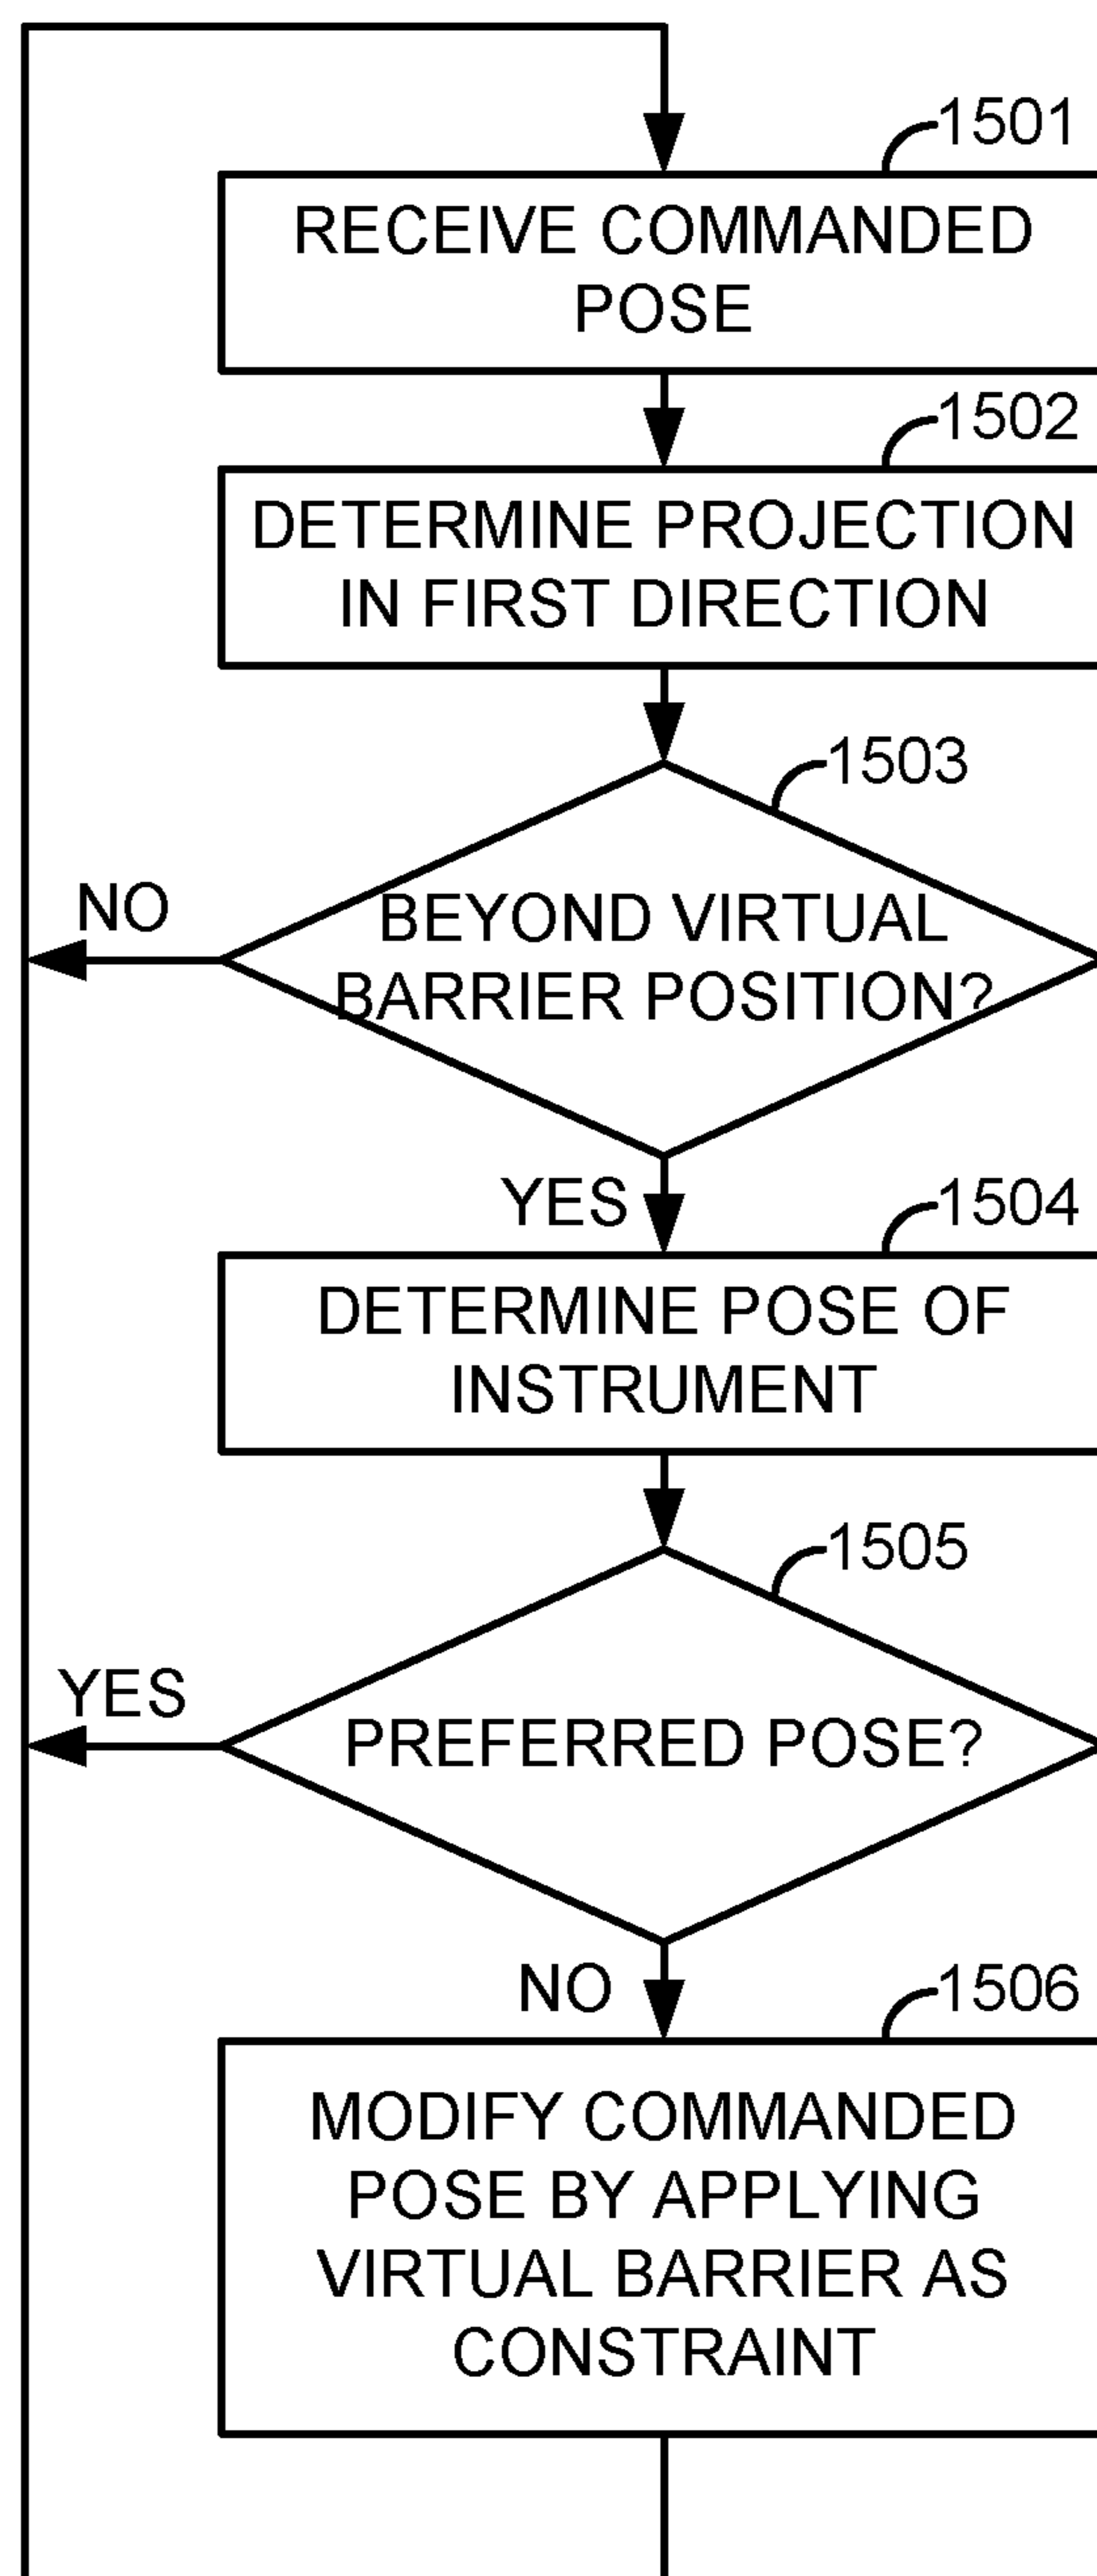 1501
RECEIVE COMMANDED
POSE
1502
DETERMINE PROJECTION
IN FIRST DIRECTION
1503
NO
BEYOND VIRTUAL
BARRIER POSITION?
YES
1504
DETERMINE POSE OF
INSTRUMENT
1505
YES
PREFERRED POSE?
NO
1506
MODIFY COMMANDED
POSE BY APPLYING
VIRTUAL BARRIER AS
CONSTRAINT